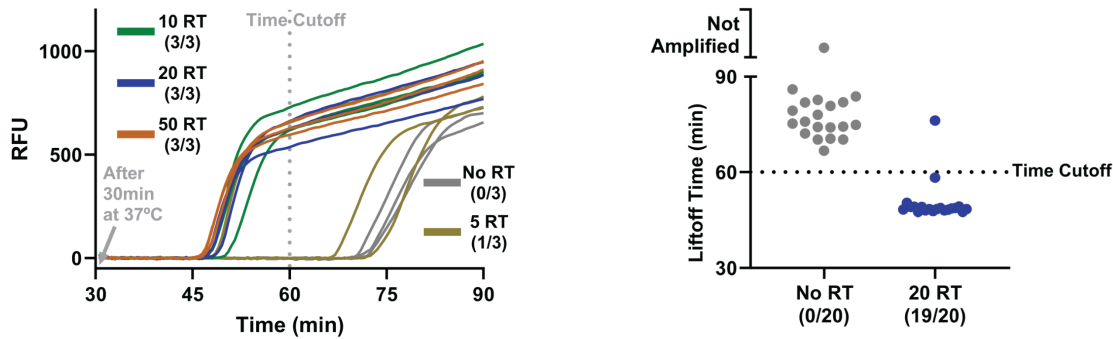 10 RT
(3/3)
20 RT
(3/3)
50 RT
(3/3)
Time Cutoff
1000
500
0
RFU
After
30min
at 37ºC
No RT
(0/3)
5 RT
(1/3)
30 45 60 75 90
Time (min)
Not
Amplified
90
60
30
Liftoff Time (min)
Time Cutoff
No RT
(0/20)
20 RT
(19/20)